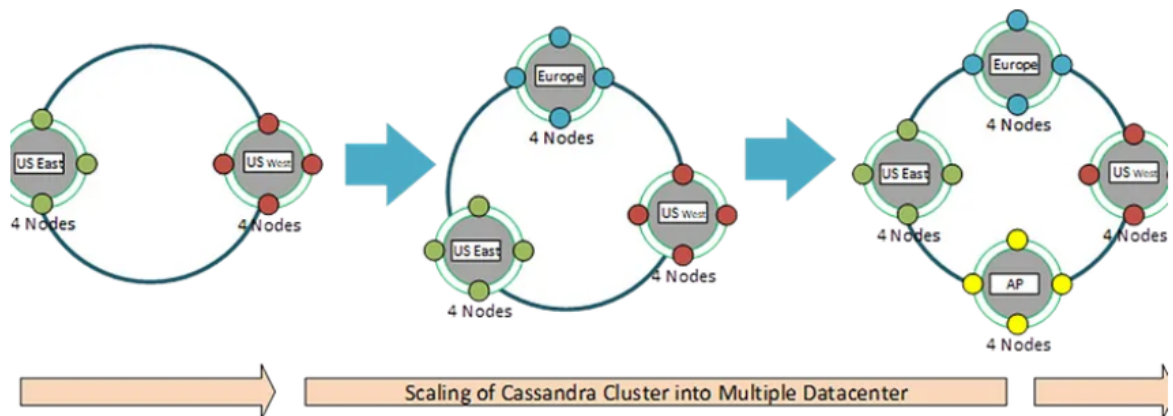 US East
4 Nodes
US West
4 Nodes
Europe
4 Nodes
US East
4 Nodes
US West
4 Nodes
Europe
4 Nodes
US East
4 Nodes
US West
4 Nodes
AP
4 Nodes
Scaling of Cassandra Cluster into Multiple Datacenter